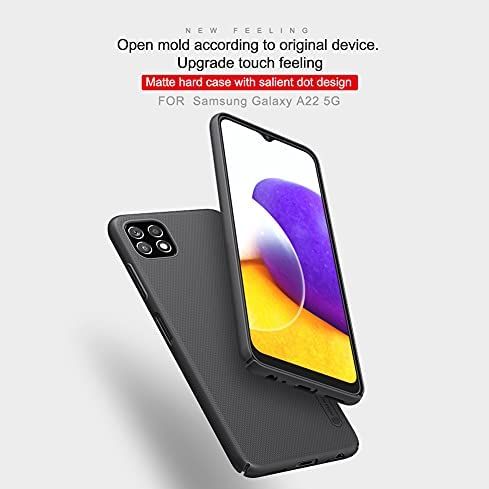 NEW FEELING
Open mold according to original device.
Upgrade touch feeling
Matte hard case with salient dot design
FOR Samsung Galaxy A22 5G